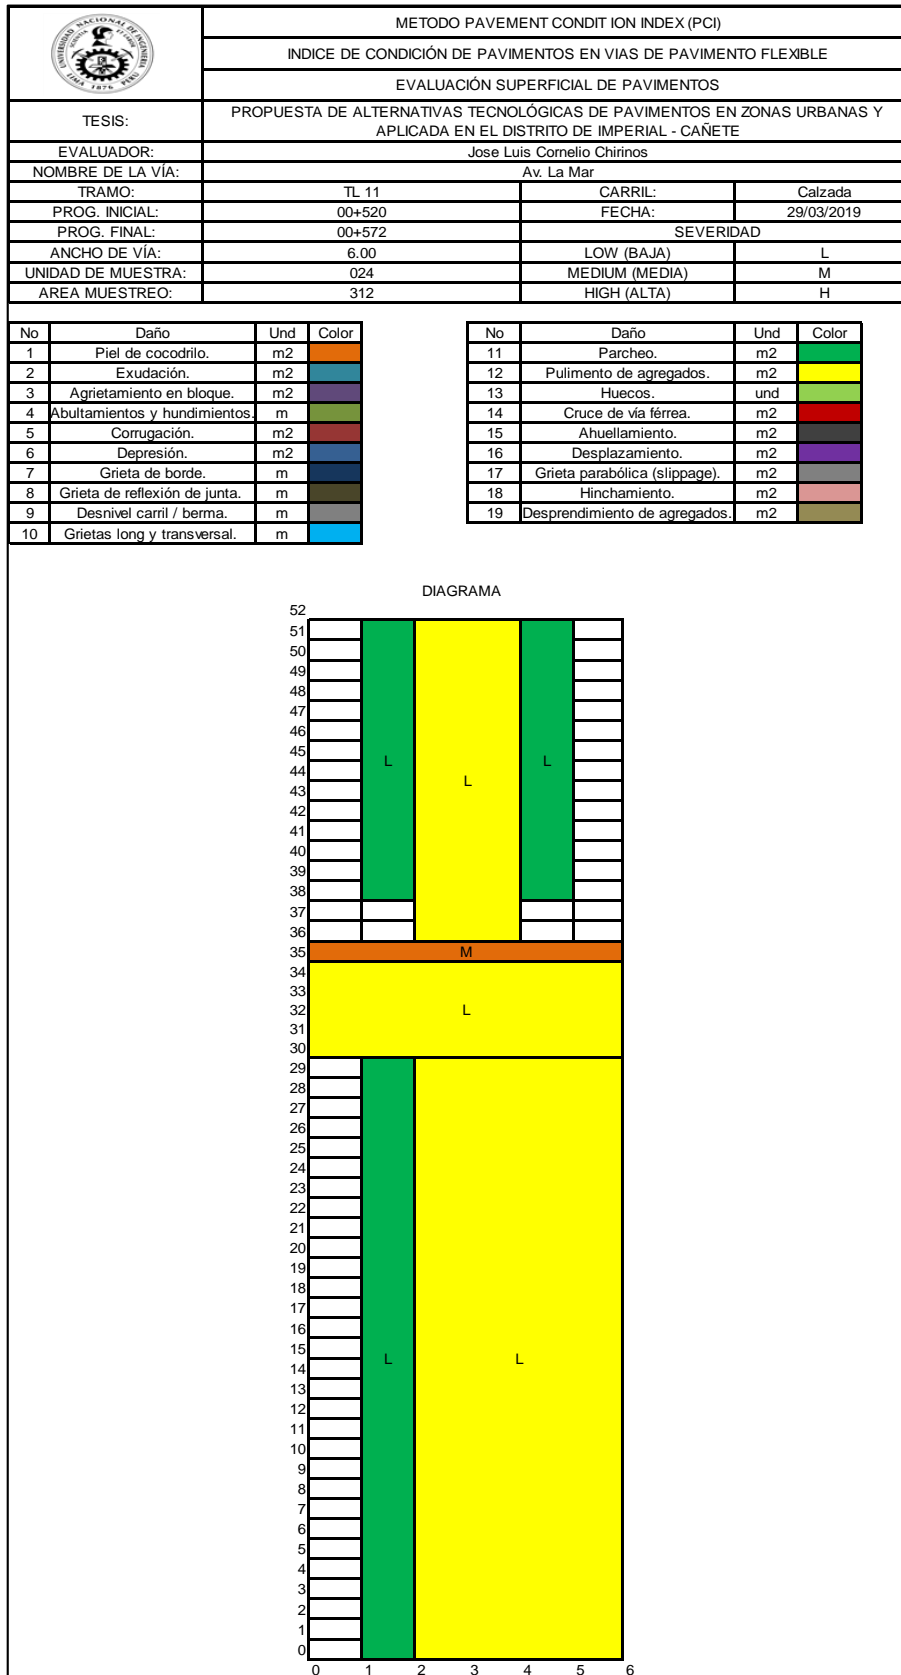 UNIVERSIDAD NACIONAL DE INGENIERIA
SCIENTIA ET LABOR
LIMA 1876 PERU
METODO PAVEMENT CONDIT ION INDEX (PCI)
INDICE DE CONDICIÓN DE PAVIMENTOS EN VIAS DE PAVIMENTO FLEXIBLE
EVALUACIÓN SUPERFICIAL DE PAVIMENTOS
TESIS:
PROPUESTA DE ALTERNATIVAS TECNOLÓGICAS DE PAVIMENTOS EN ZONAS URBANAS Y
APLICADA EN EL DISTRITO DE IMPERIAL - CAÑETE
EVALUADOR: Jose Luis Cornelio Chirinos
NOMBRE DE LA VÍA: Av. La Mar
TRAMO: TL 11 CARRIL: Calzada
PROG. INICIAL: 00+520 FECHA: 29/03/2019
PROG. FINAL: 00+572 SEVERIDAD
ANCHO DE VÍA: 6.00 LOW (BAJA) L
UNIDAD DE MUESTRA: 024 MEDIUM (MEDIA) M
AREA MUESTREO: 312 HIGH (ALTA) H
No Daño Und Color
1 Piel de cocodrilo. m2
2 Exudación. m2
3 Agrietamiento en bloque. m2
4 Abultamientos y hundimientos. m
5 Corrugación. m2
6 Depresión. m2
7 Grieta de borde. m
8 Grieta de reflexión de junta. m
9 Desnivel carril / berma. m
10 Grietas long y transversal. m
No Daño Und Color
11 Parcheo. m2
12 Pulimento de agregados. m2
13 Huecos. und
14 Cruce de vía férrea. m2
15 Ahuellamiento. m2
16 Desplazamiento. m2
17 Grieta parabólica (slippage). m2
18 Hinchamiento. m2
19 Desprendimiento de agregados. m2
DIAGRAMA
52
51
50
49
48
47
46
45
L L
44
L
43
42
41
40
39
38
37
36
35 M
34
33
32 L
31
30
29
28
27
26
25
24
23
22
21
20
19
18
17
16
15
L L
14
13
12
11
10
9
8
7
6
5
4
3
2
1
0
0 1 2 3 4 5 6